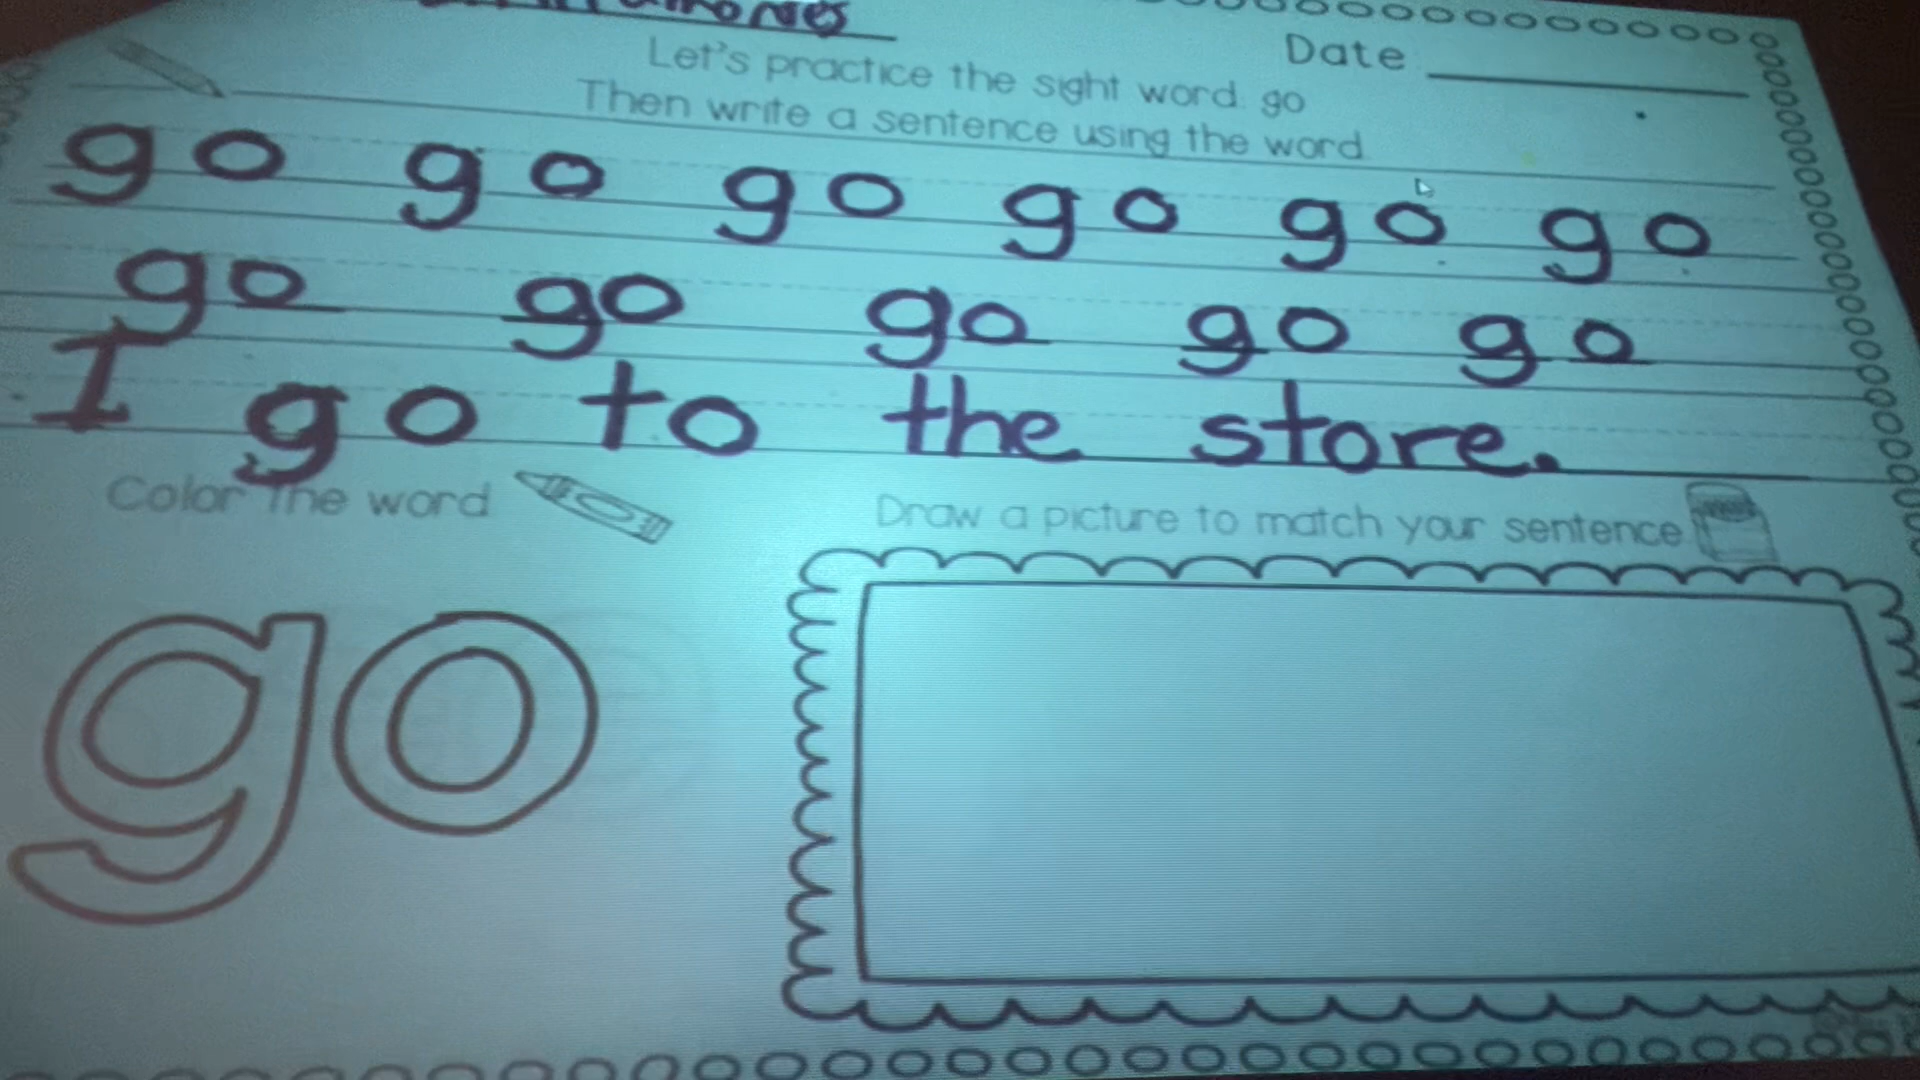 Date
Let's practice the sight word go
Then write a sentence using the word
go go go go go go
go go go go go
I go to the store.
Color the word
Draw a picture to match your sentence
go